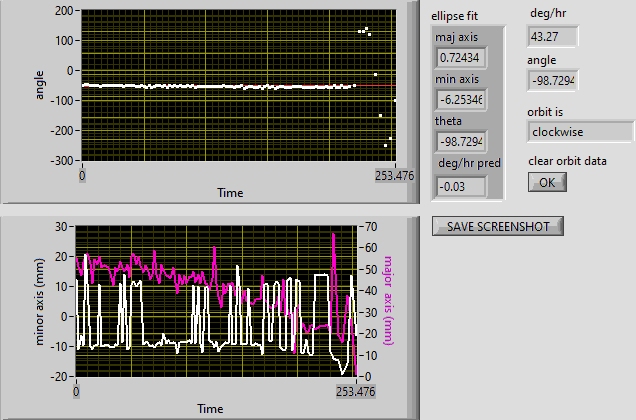 200
100
0
-100
-200
-300
angle
0
253.476
Time
ellipse fit
maj axis
0.72434
min axis
-6.25346
theta
-98.7294
deg/hr pred
-0.03
deg/hr
43.27
angle
-98.7294
orbit is
clockwise
clear orbit data
OK
SAVE SCREENSHOT
30
20
10
0
-10
-20
minor axis (mm)
70
60
50
40
30
20
10
0
major axis (mm)
0
253.476
Time